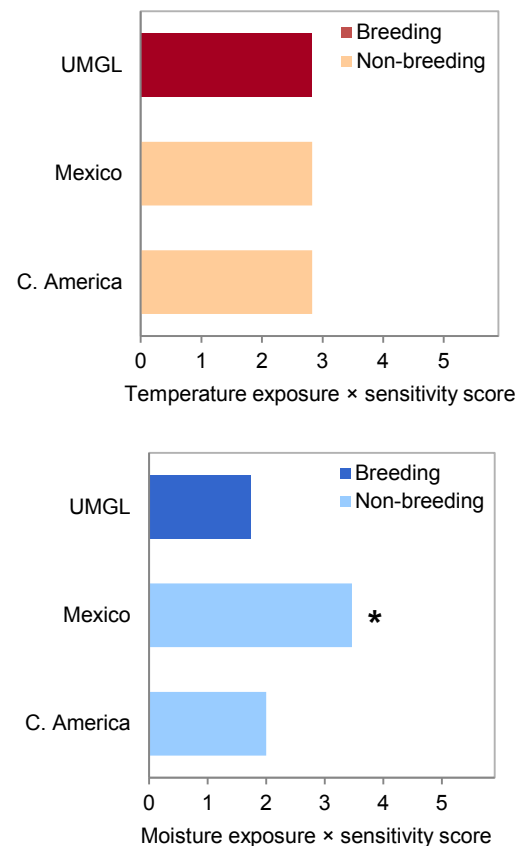 Breeding
Non-breeding
UMGL
Mexico
C. America
0 1 2 3 4 5
Temperature exposure × sensitivity score
Breeding
Non-breeding
UMGL
Mexico
*
C. America
0 1 2 3 4 5
Moisture exposure × sensitivity score